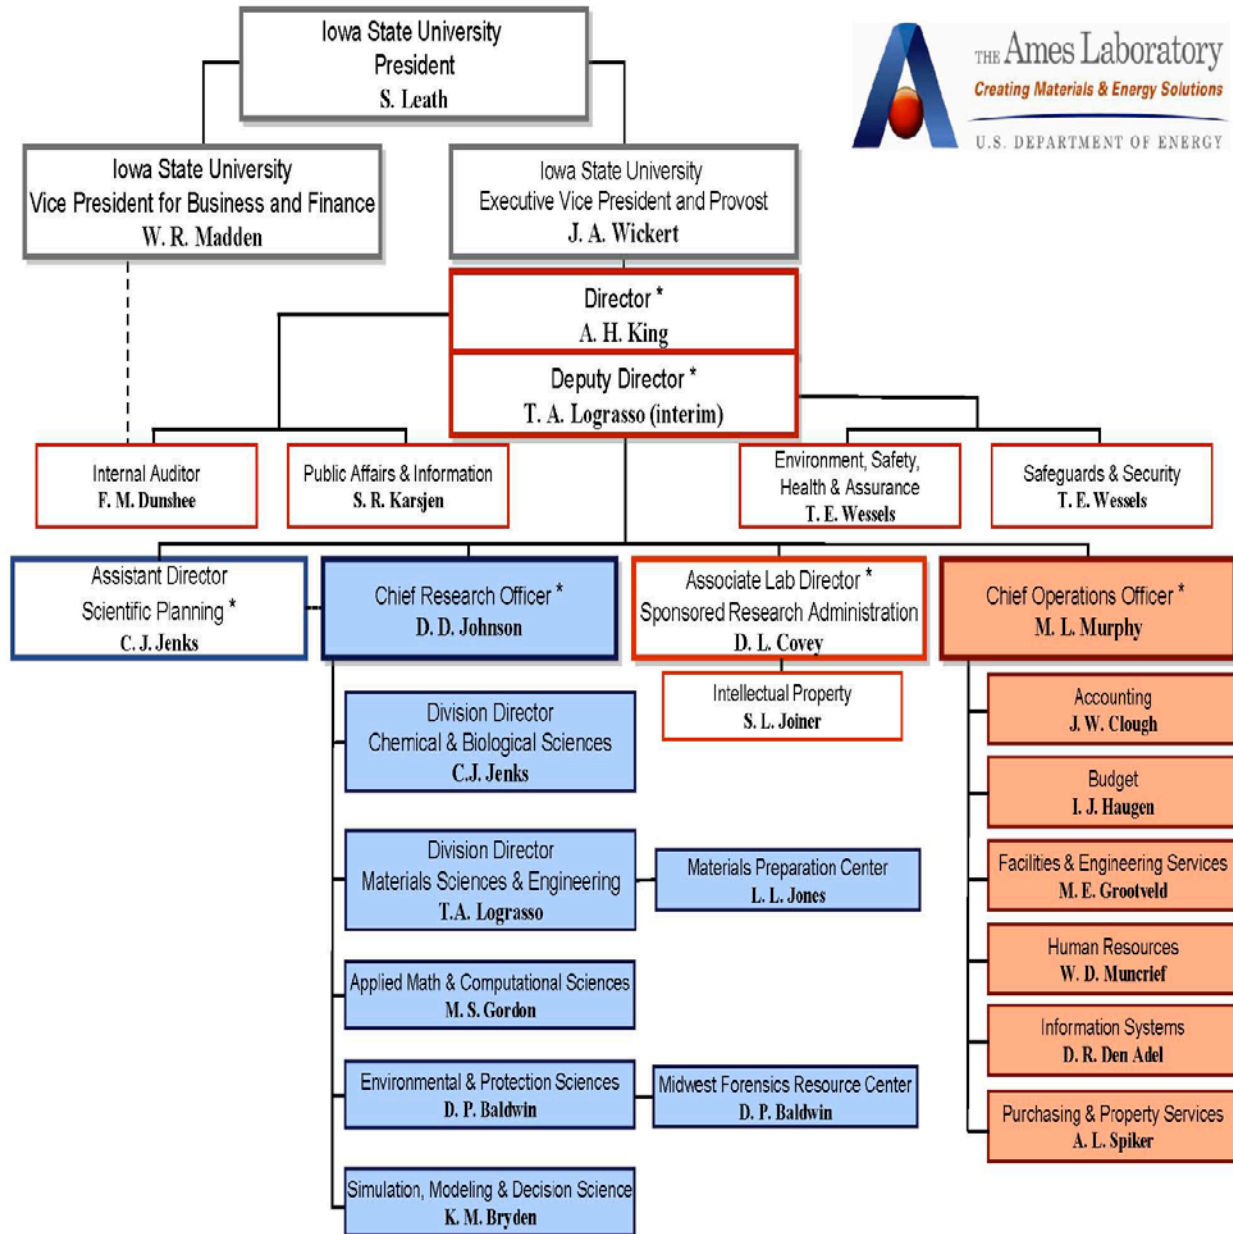 Iowa State University
President
S. Leath
THE Ames Laboratory
Creating Materials & Energy Solutions
U.S. DEPARTMENT OF ENERGY
Iowa State University
Vice President for Business and Finance
W. R. Madden
Iowa State University
Executive Vice President and Provost
J. A. Wickert
Director *
A. H. King
Deputy Director *
T. A. Lograsso (interim)
Internal Auditor
F. M. Dunshee
Public Affairs & Information
S. R. Karsjen
Environment, Safety,
Health & Assurance
T. E. Wessels
Safeguards & Security
T. E. Wessels
Assistant Director
Scientific Planning *
C. J. Jenks
Chief Research Officer *
D. D. Johnson
Associate Lab Director *
Sponsored Research Administration
D. L. Covey
Chief Operations Officer *
M. L. Murphy
Intellectual Property
S. L. Joiner
Division Director
Chemical & Biological Sciences
C.J. Jenks
Division Director
Materials Sciences & Engineering
T.A. Lograsso
Materials Preparation Center
L. L. Jones
Applied Math & Computational Sciences
M. S. Gordon
Environmental & Protection Sciences
D. P. Baldwin
Midwest Forensics Resource Center
D. P. Baldwin
Simulation, Modeling & Decision Science
K. M. Bryden
Accounting
J. W. Clough
Budget
I. J. Haugen
Facilities & Engineering Services
M. E. Grootveld
Human Resources
W. D. Muncrief
Information Systems
D. R. Den Adel
Purchasing & Property Services
A. L. Spiker